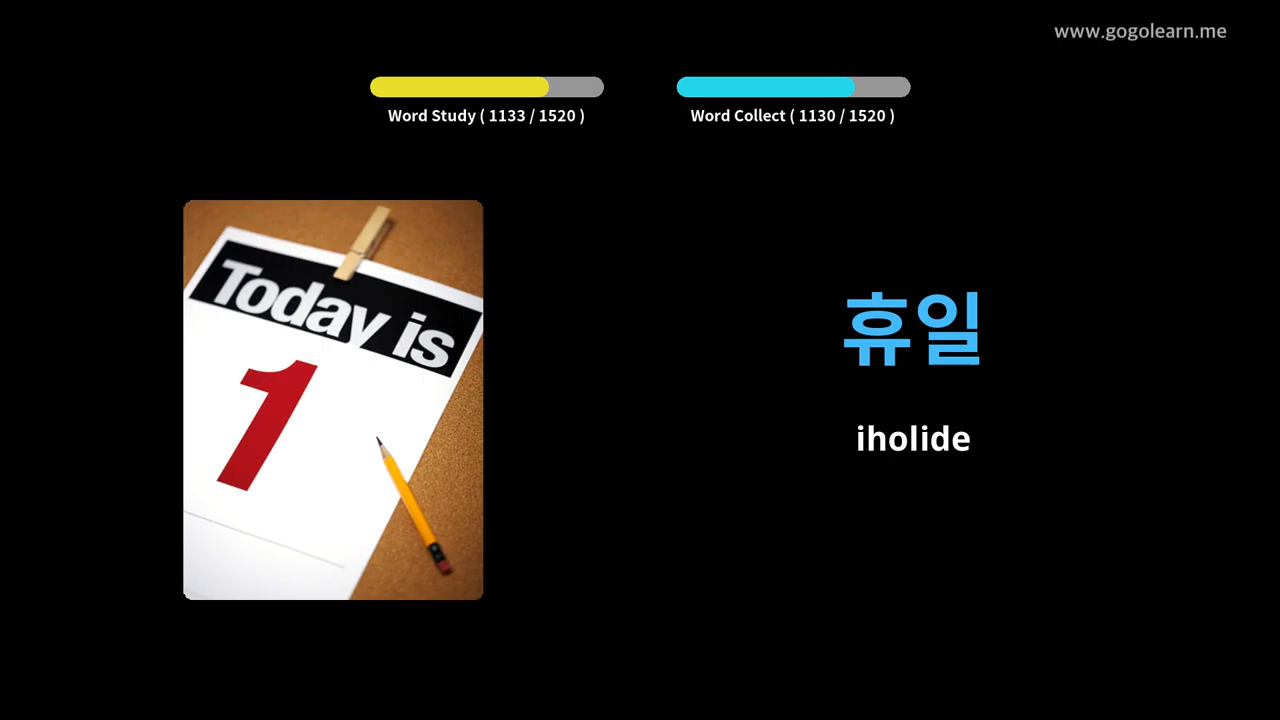 www.gogolearn.me
Word Study ( 1133 / 1520 )
Word Collect ( 1130 / 1520 )
Today is
1
휴일
iholide